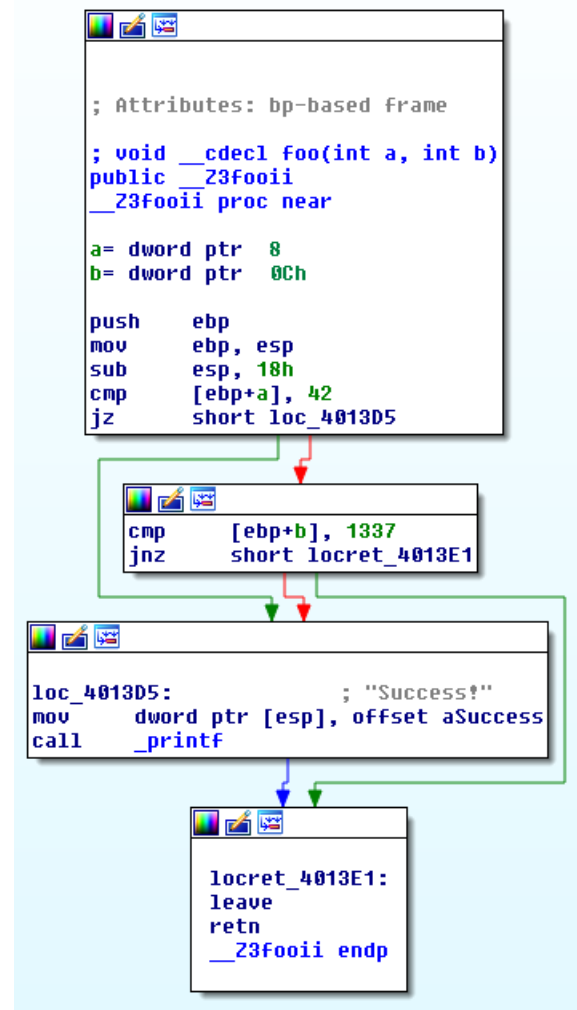 ; Attributes: bp-based frame
; void __cdecl foo(int a, int b)
public __Z3fooii
__Z3fooii proc near
a= dword ptr  8
b= dword ptr  0Ch
push    ebp
mov     ebp, esp
sub     esp, 18h
cmp     [ebp+a], 42
jz      short loc_4013D5
cmp     [ebp+b], 1337
jnz     short locret_4013E1
loc_4013D5:             ; "Success!"
mov     dword ptr [esp], offset aSuccess
call    _printf
locret_4013E1:
leave
retn
__Z3fooii endp